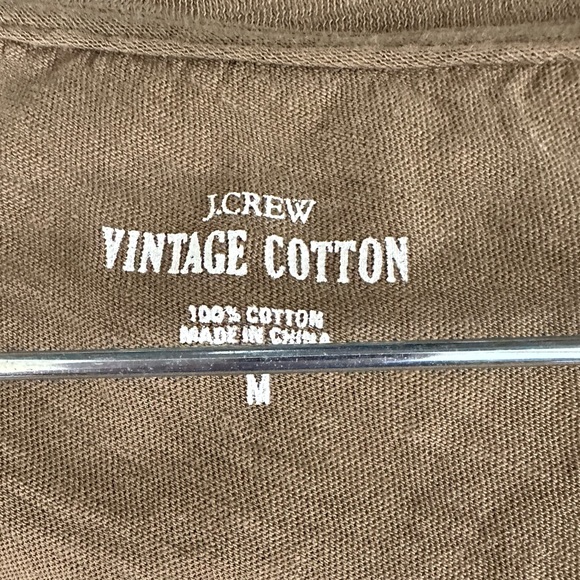 J.CREW
VINTAGE COTTON
100% COTTON
MADE IN CHINA
M